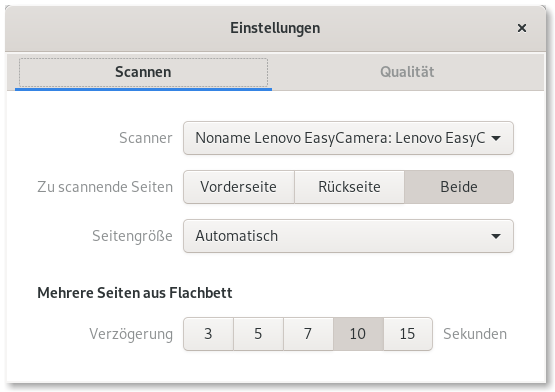 Einstellungen
Scannen Qualität
Scanner Noname Lenovo EasyCamera: Lenovo EasyC
Zu scannende Seiten Vorderseite Rückseite Beide
Seitengröße Automatisch
Mehrere Seiten aus Flachbett
Verzögerung 3 5 7 10 15 Sekunden